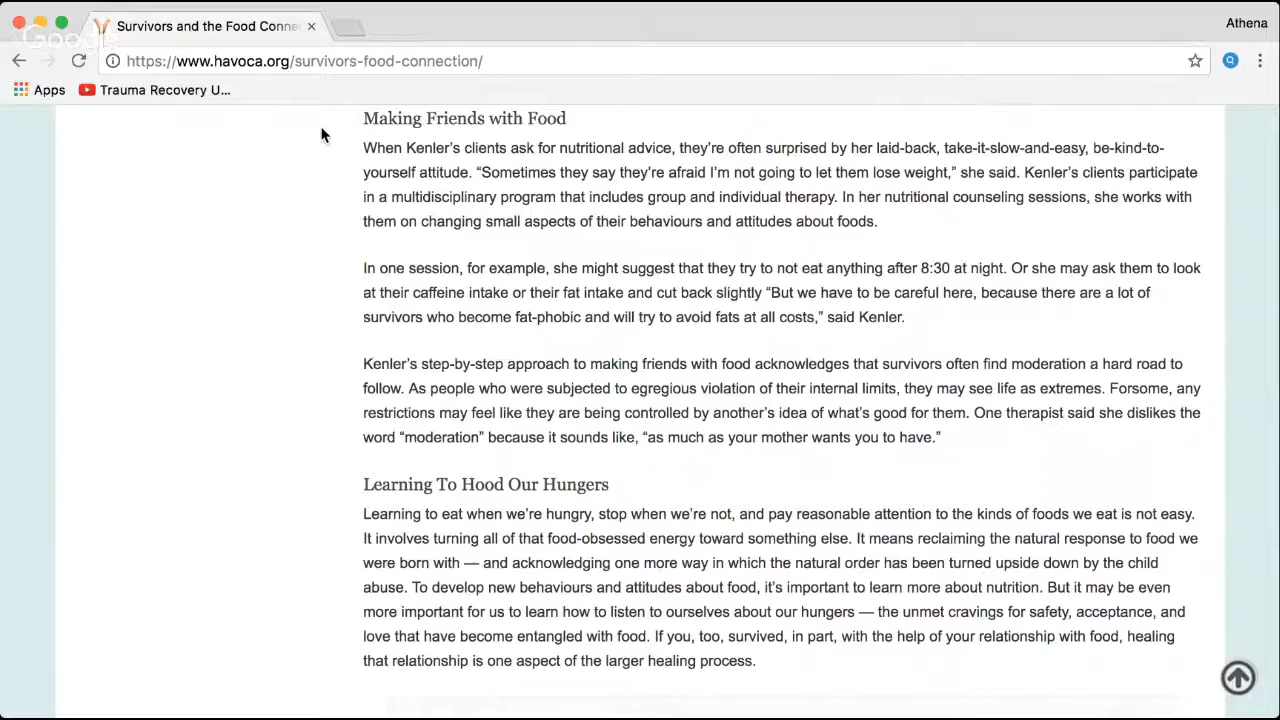 Survivors and the Food Conne
Athena
Google
https://www.havoca.org/survivors-food-connection/
Apps
Trauma Recovery U...
Making Friends with Food
When Kenler's clients ask for nutritional advice, they're often surprised by her laid-back, take-it-slow-and-easy, be-kind-to-
yourself attitude. “Sometimes they say they're afraid I'm not going to let them lose weight,” she said. Kenler's clients participate
in a multidisciplinary program that includes group and individual therapy. In her nutritional counseling sessions, she works with
them on changing small aspects of their behaviours and attitudes about foods.
In one session, for example, she might suggest that they try to not eat anything after 8:30 at night. Or she may ask them to look
at their caffeine intake or their fat intake and cut back slightly “But we have to be careful here, because there are a lot of
survivors who become fat-phobic and will try to avoid fats at all costs,” said Kenler.
Kenler's step-by-step approach to making friends with food acknowledges that survivors often find moderation a hard road to
follow. As people who were subjected to egregious violation of their internal limits, they may see life as extremes. Forsome, any
restrictions may feel like they are being controlled by another's idea of what's good for them. One therapist said she dislikes the
word “moderation” because it sounds like, “as much as your mother wants you to have.”
Learning To Hood Our Hungers
Learning to eat when we're hungry, stop when we're not, and pay reasonable attention to the kinds of foods we eat is not easy.
It involves turning all of that food-obsessed energy toward something else. It means reclaiming the natural response to food we
were born with — and acknowledging one more way in which the natural order has been turned upside down by the child
abuse. To develop new behaviours and attitudes about food, it's important to learn more about nutrition. But it may be even
more important for us to learn how to listen to ourselves about our hungers — the unmet cravings for safety, acceptance, and
love that have become entangled with food. If you, too, survived, in part, with the help of your relationship with food, healing
that relationship is one aspect of the larger healing process.